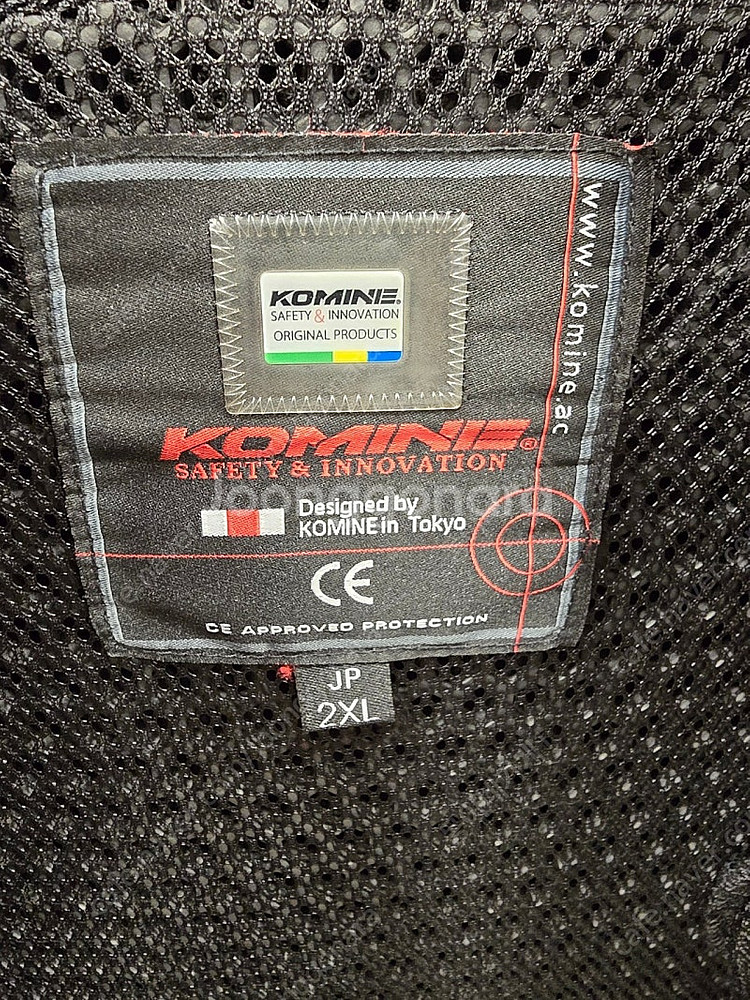 KOMINE®
SAFETY & INNOVATION
ORIGINAL PRODUCTS
www.komine.ac
KOMINE®
SAFETY & INNOVATION
Designed by
KOMINE in Tokyo
CE
CE APPROVED PROTECTION
JP
2XL